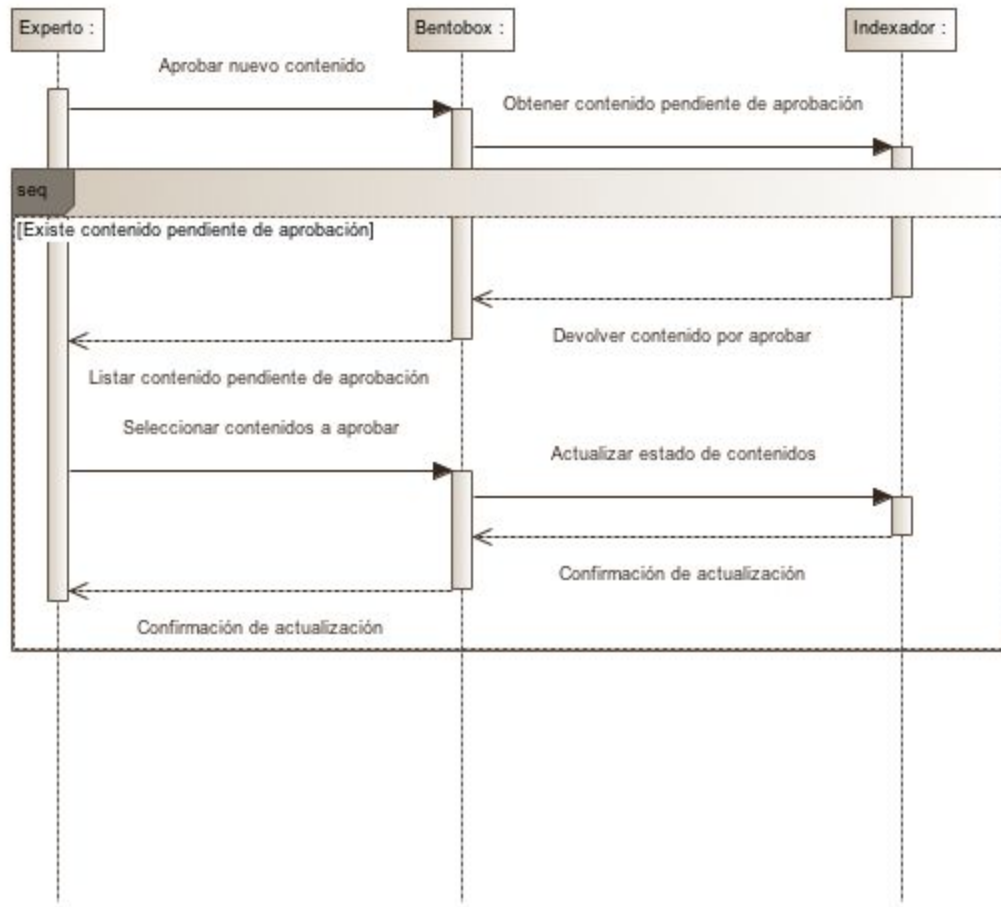 Experto :
Bentobox :
Indexador :
Aprobar nuevo contenido
Obtener contenido pendiente de aprobación
seq
[Existe contenido pendiente de aprobación]
Devolver contenido por aprobar
Listar contenido pendiente de aprobación
Seleccionar contenidos a aprobar
Actualizar estado de contenidos
Confirmación de actualización
Confirmación de actualización